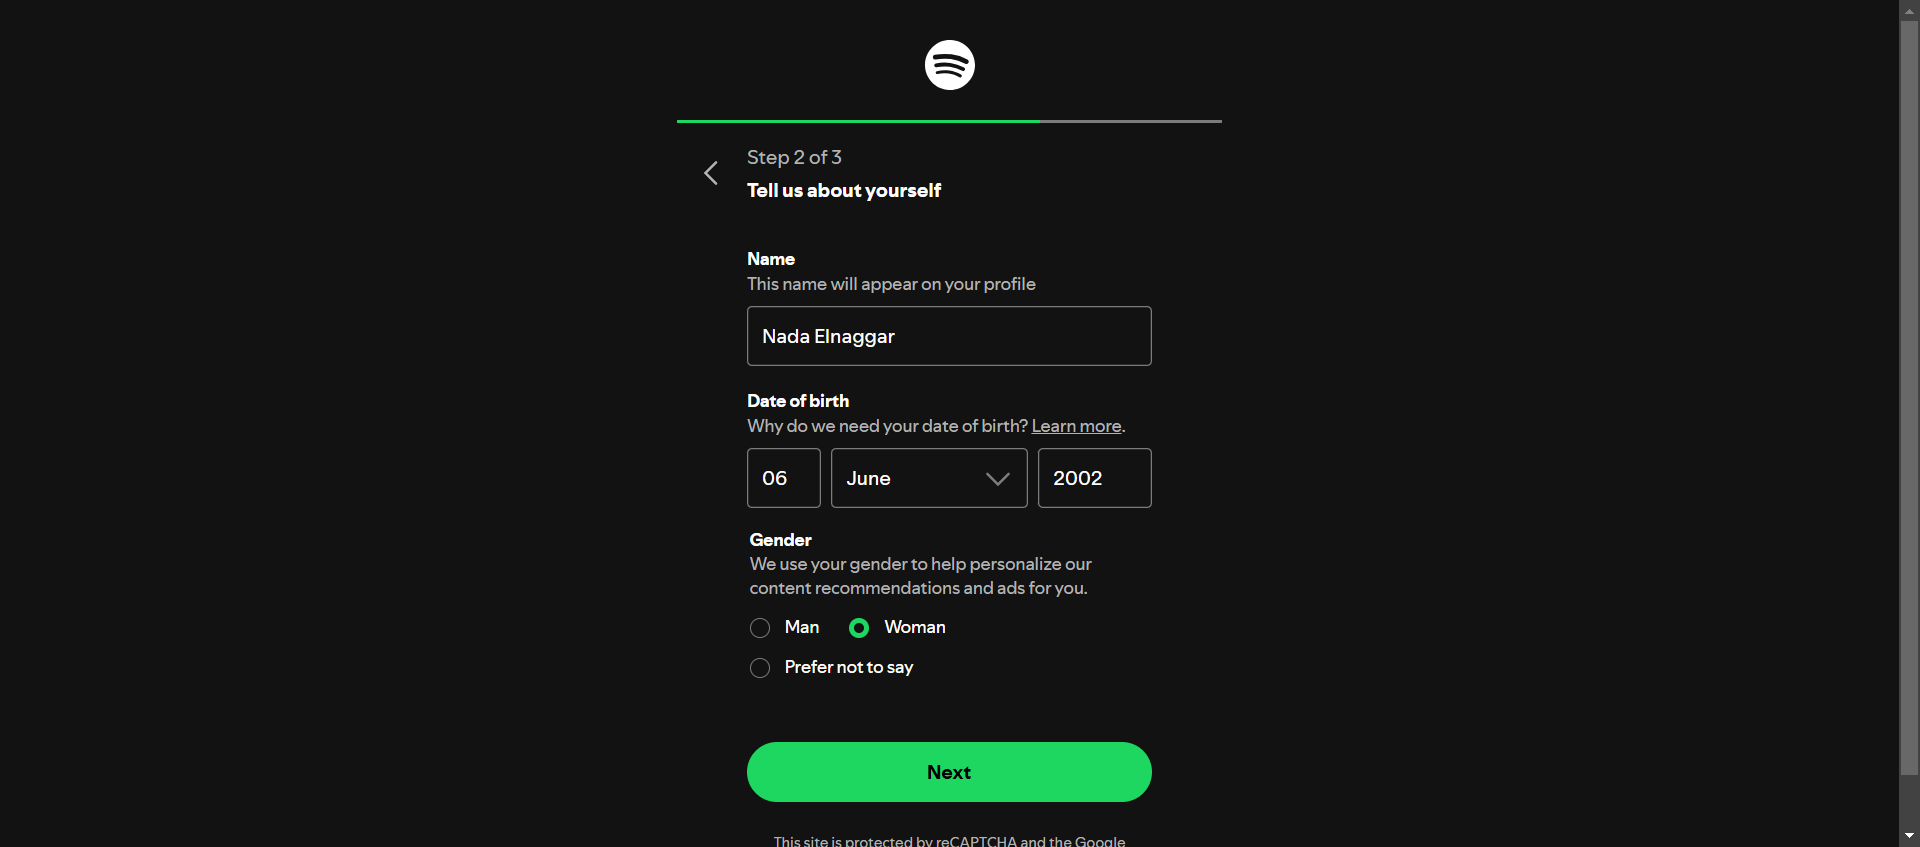 Step 2 of 3
Tell us about yourself
Name
This name will appear on your profile
Nada Elnaggar
Date of birth
Why do we need your date of birth? Learn more.
06 June 2002
Gender
We use your gender to help personalize our
content recommendations and ads for you.
Man Woman
Prefer not to say
Next
This site is protected by reCAPTCHA and the Google